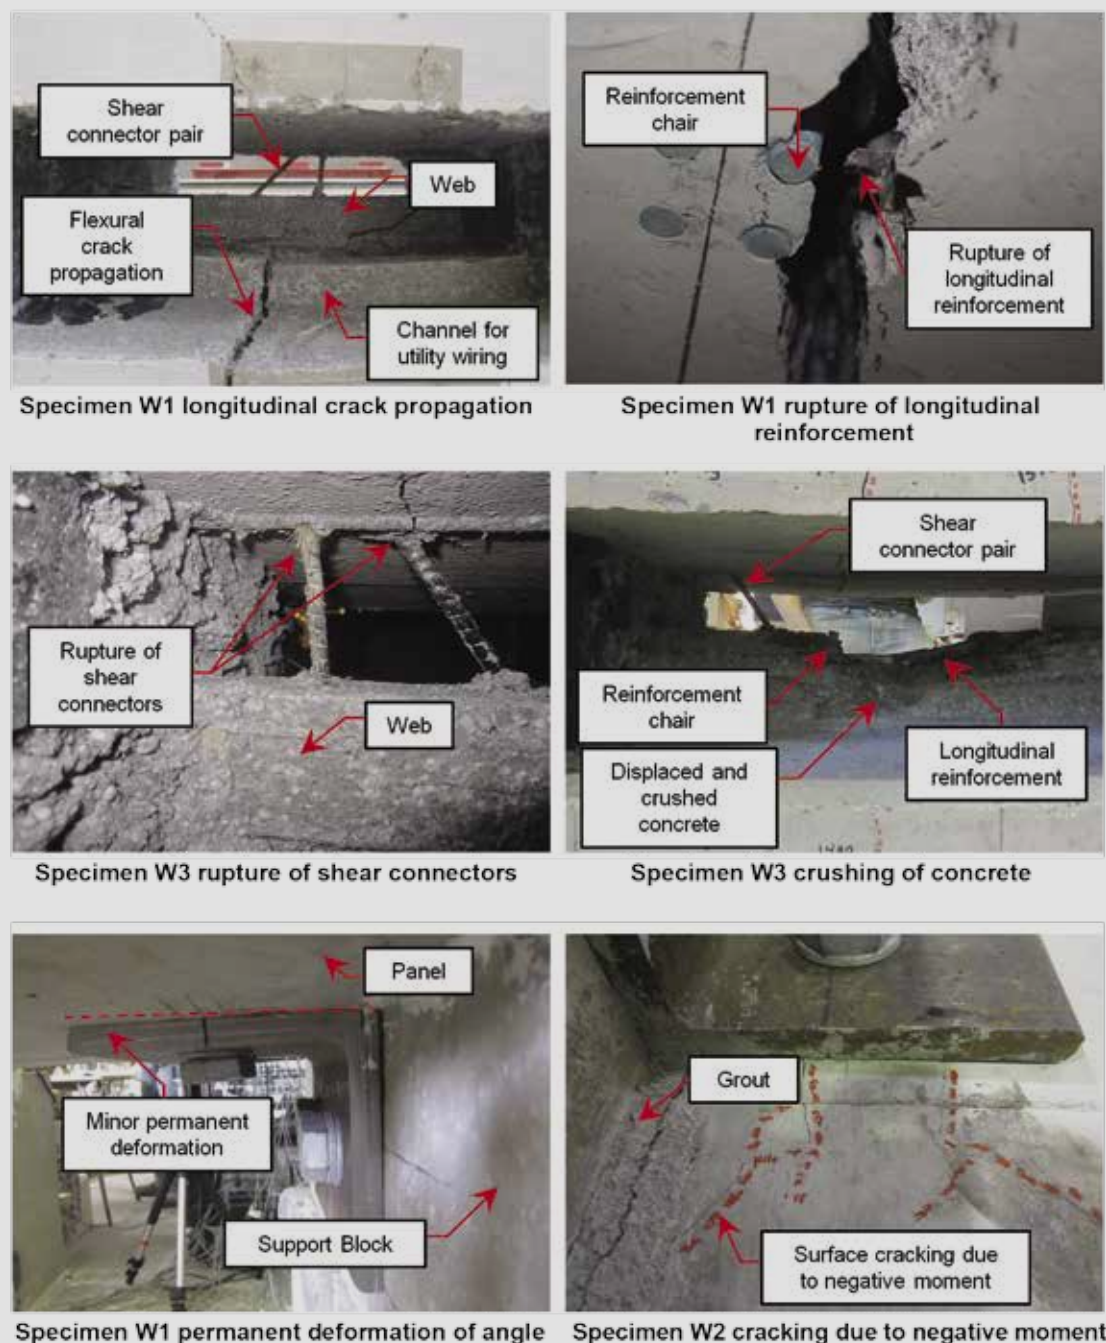 Shear
connector pair
Web
Flexural
crack
propagation
Channel for
utility wiring
Specimen W1 longitudinal crack propagation
Reinforcement
chair
Rupture of
longitudinal
reinforcement
Specimen W1 rupture of longitudinal
reinforcement
Rupture of
shear
connectors
Web
Specimen W3 rupture of shear connectors
Shear
connector pair
Reinforcement
chair
Displaced and
crushed
concrete
Longitudinal
reinforcement
Specimen W3 crushing of concrete
Panel
Minor permanent
deformation
Support Block
Specimen W1 permanent deformation of angle
Grout
Surface cracking due
to negative moment
Specimen W2 cracking due to negative moment